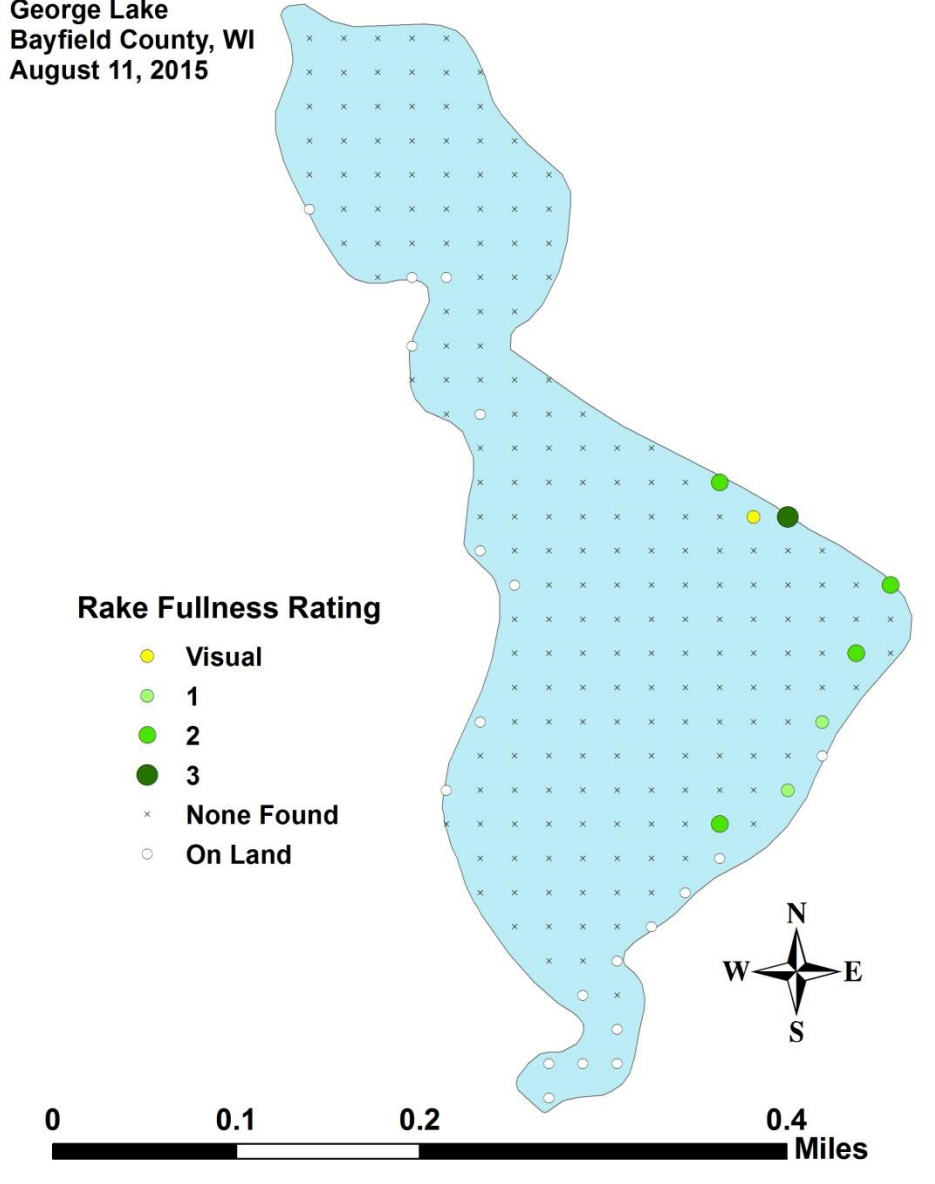 George Lake
Bayfield County, WI
August 11, 2015
Rake Fullness Rating
Visual
1
2
3
None Found
On Land
N
W E
S
0 0.1 0.2 0.4
Miles